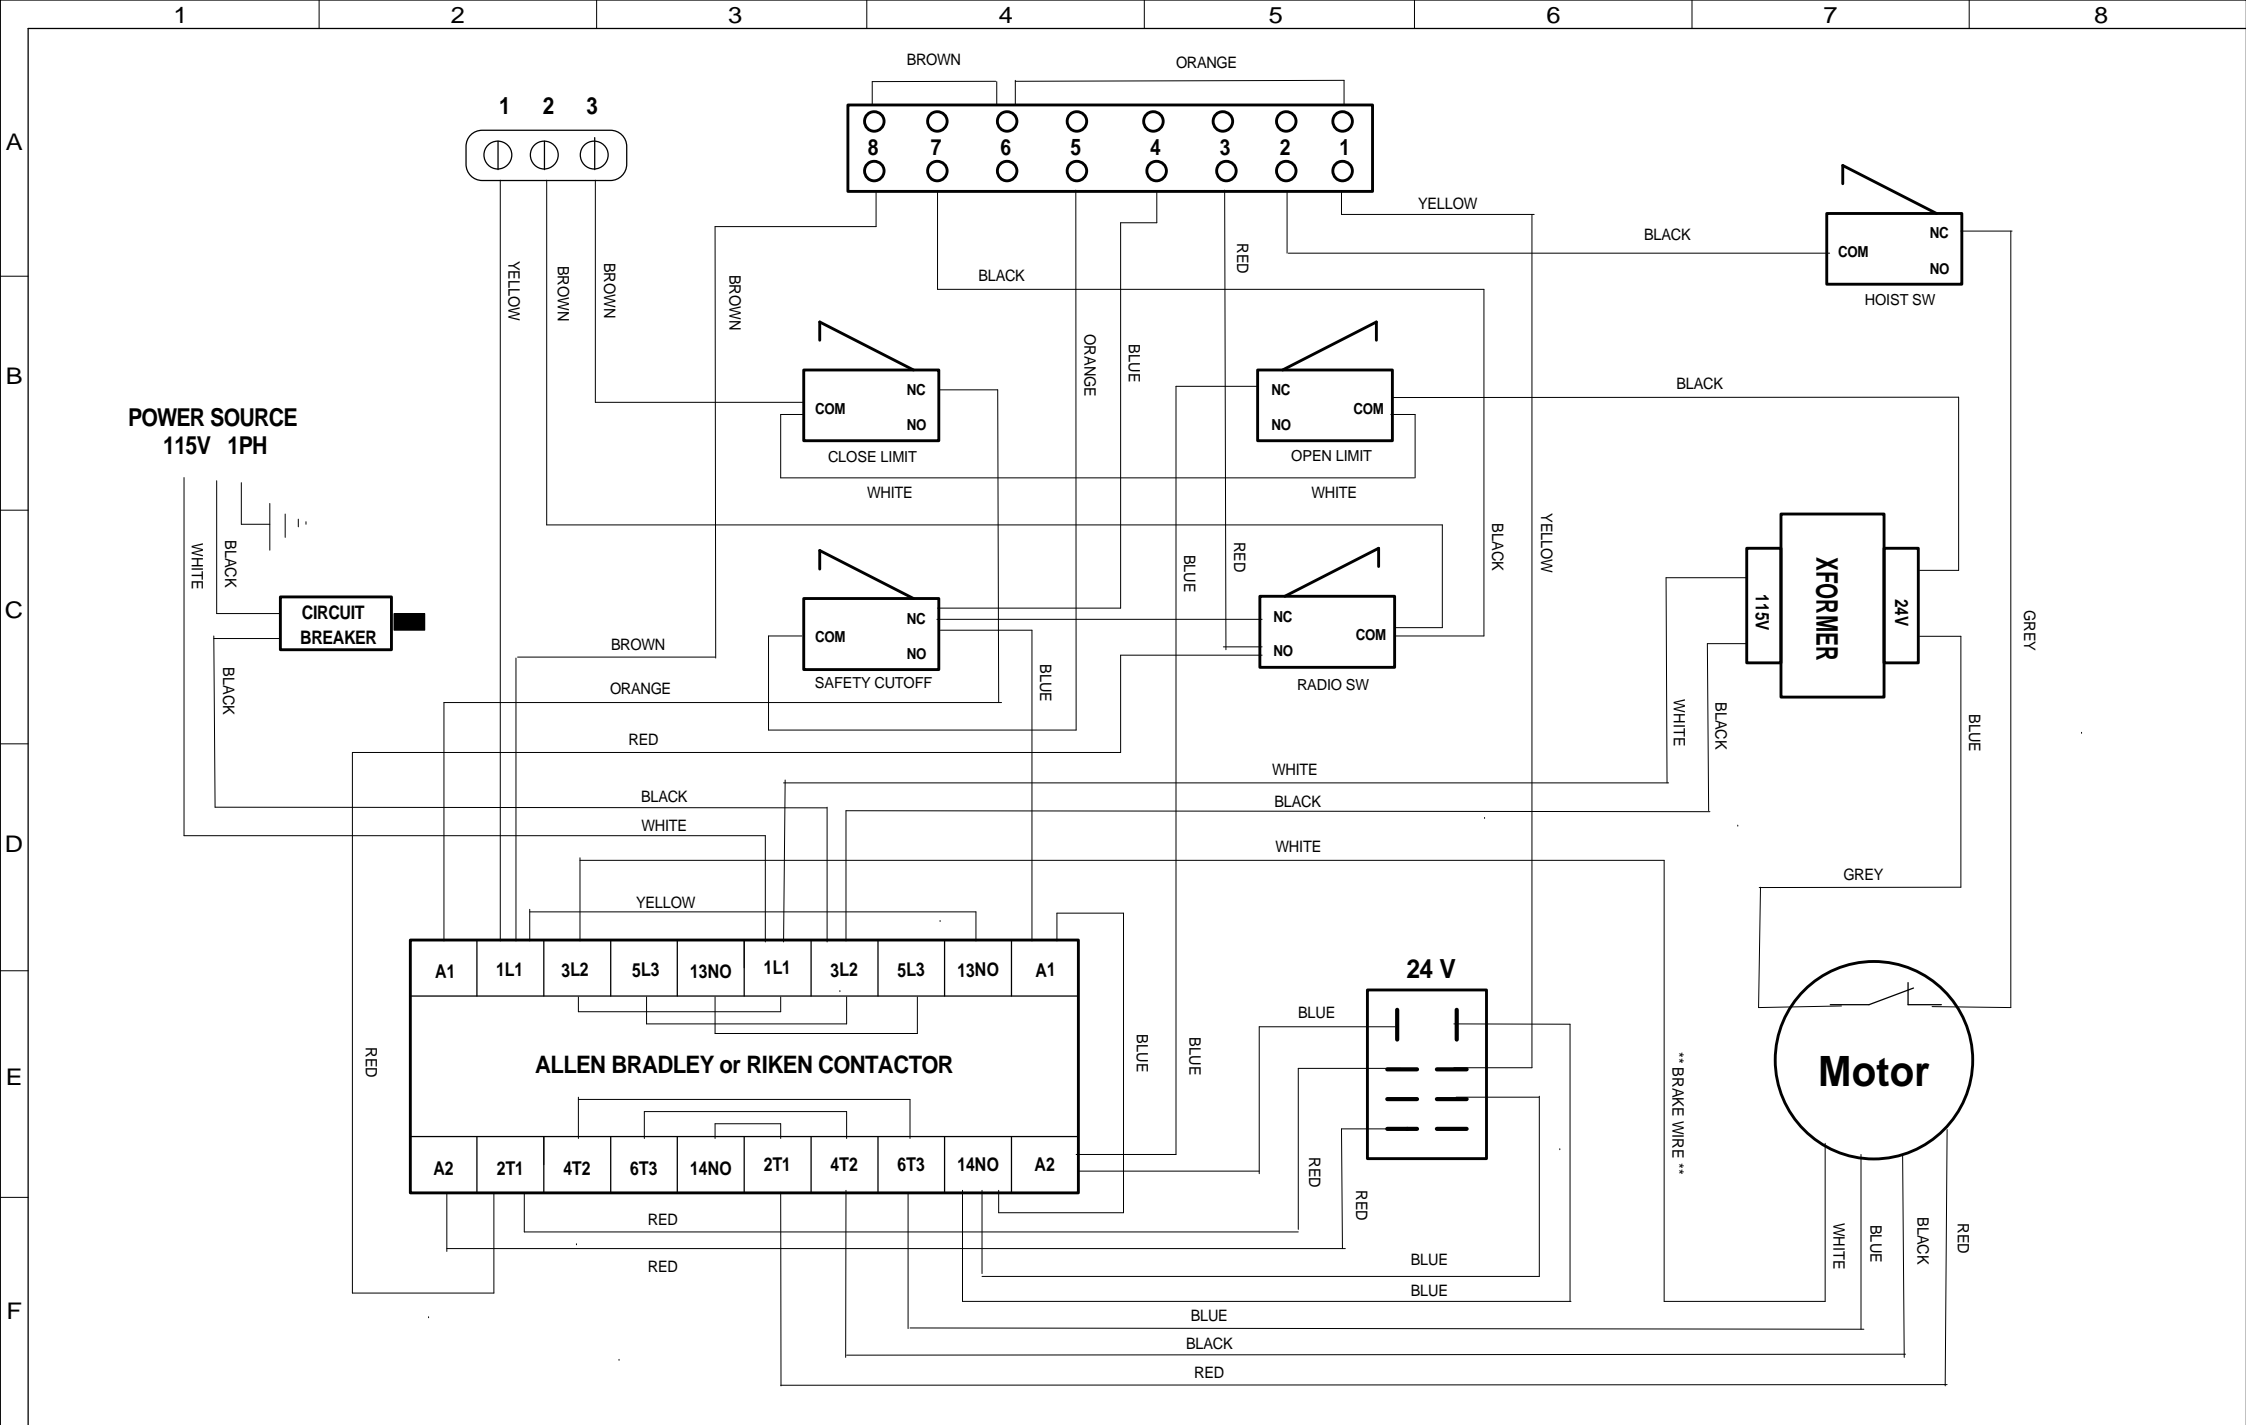 1 2 3 4 5 6 7 8
A
B
C
D
E
F
BROWN
ORANGE
1 2 3
8 7 6 5 4 3 2 1
YELLOW
BROWN
BROWN
BROWN
BLACK
ORANGE
BLUE
RED
YELLOW
BLACK
COM
NC
NO
HOIST SW
POWER SOURCE
115V 1PH
WHITE
BLACK
CIRCUIT
BREAKER
BLACK
COM
NC
NO
CLOSE LIMIT
WHITE
NC
NO
COM
OPEN LIMIT
WHITE
BLACK
COM
NC
NO
SAFETY CUTOFF
BLUE
BLUE
RED
NC
NO
COM
RADIO SW
BLACK
YELLOW
115V
XFORMER
24V
GREY
BROWN
ORANGE
RED
WHITE
BLACK
BLUE
WHITE
BLACK
BLACK
WHITE
WHITE
YELLOW
GREY
A1 1L1 3L2 5L3 13NO 1L1 3L2 5L3 13NO A1
ALLEN BRADLEY or RIKEN CONTACTOR
A2 2T1 4T2 6T3 14NO 2T1 4T2 6T3 14NO A2
RED
BLUE
BLUE
BLUE
24 V
RED
RED
** BRAKE WIRE **
Motor
WHITE
BLUE
BLACK
RED
RED
RED
BLUE
BLUE
BLUE
BLACK
RED